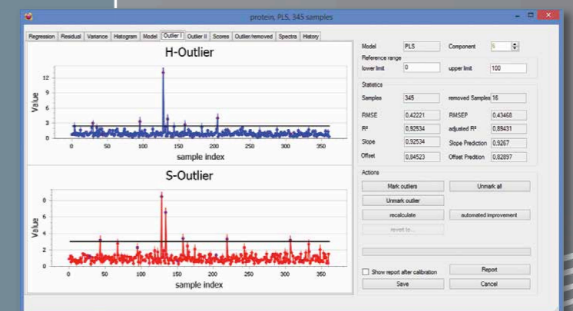 protein, PLS, 345 samples
Regression Residual Variance Histogram Model Outlier I Outlier II Scores Outlier/removed Spectra History
H-Outlier
Value
12
9
6
3
0
0 50 100 150 200 250 300 350
sample index
S-Outlier
Value
8
6
4
2
0
0 50 100 150 200 250 300 350
sample index
Model PLS Component
Reference range
lower limit 0 upper limit 100
Statistics
Samples 345 removed Samples 16
RMSE 0.42221 RMSEP 0.43468
R² 0.92534 adjusted R² 0.89431
Slope 0.92534 Slope Prediction 0.9267
Offset 0.84523 Offset Predition 0.82897
Actions
Mark outliers Unmark all
Unmark outlier
recalculate automated improvement
revert to...
Show report after calibration Report
Save Cancel